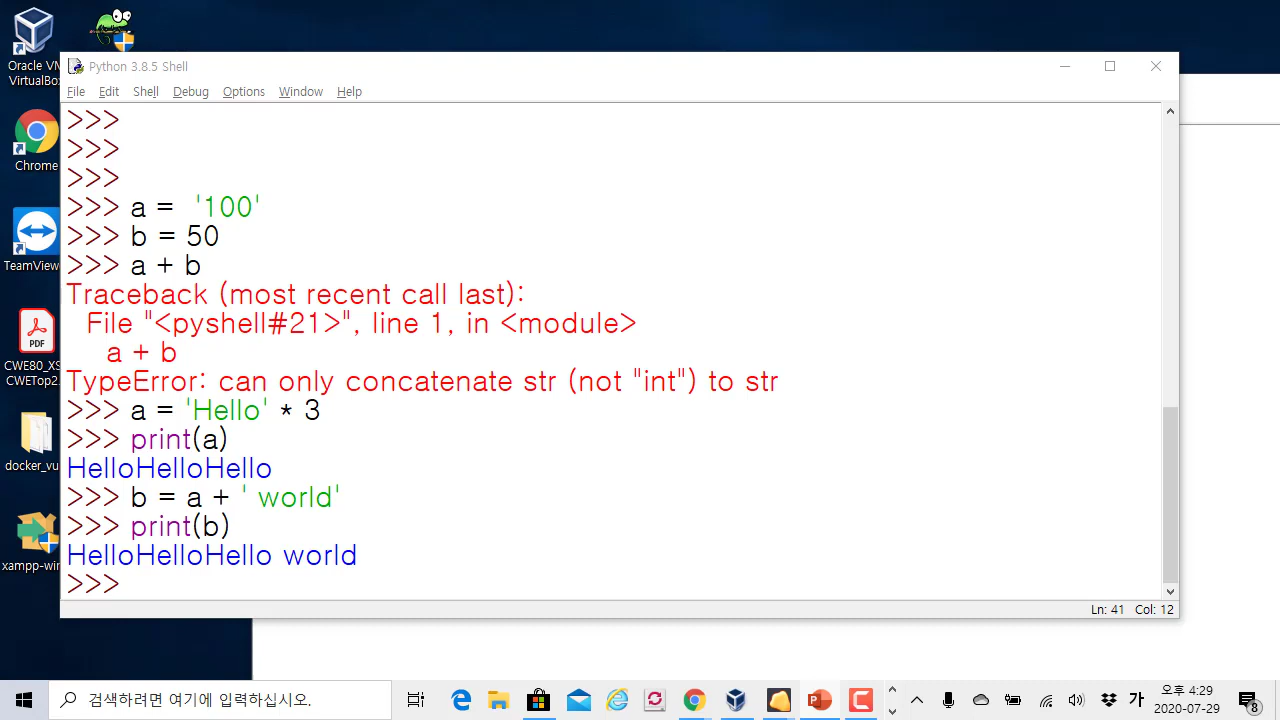 Oracle VM
VirtualBox
Chrome
TeamView
CWE80_XS
CWETop2
docker_vu
xampp-win
Python 3.8.5 Shell
File Edit Shell Debug Options Window Help
>>>
>>>
>>>
>>> a =  '100'
>>> b = 50
>>> a + b
Traceback (most recent call last):
  File "<pyshell#21>", line 1, in <module>
    a + b
TypeError: can only concatenate str (not "int") to str
>>> a = 'Hello' * 3
>>> print(a)
HelloHelloHello
>>> b = a + ' world'
>>> print(b)
HelloHelloHello world
>>>
Ln: 41 Col: 12
PDF
검색하려면 여기에 입력하십시오.
가
오후 4:29
2020-07-29
8